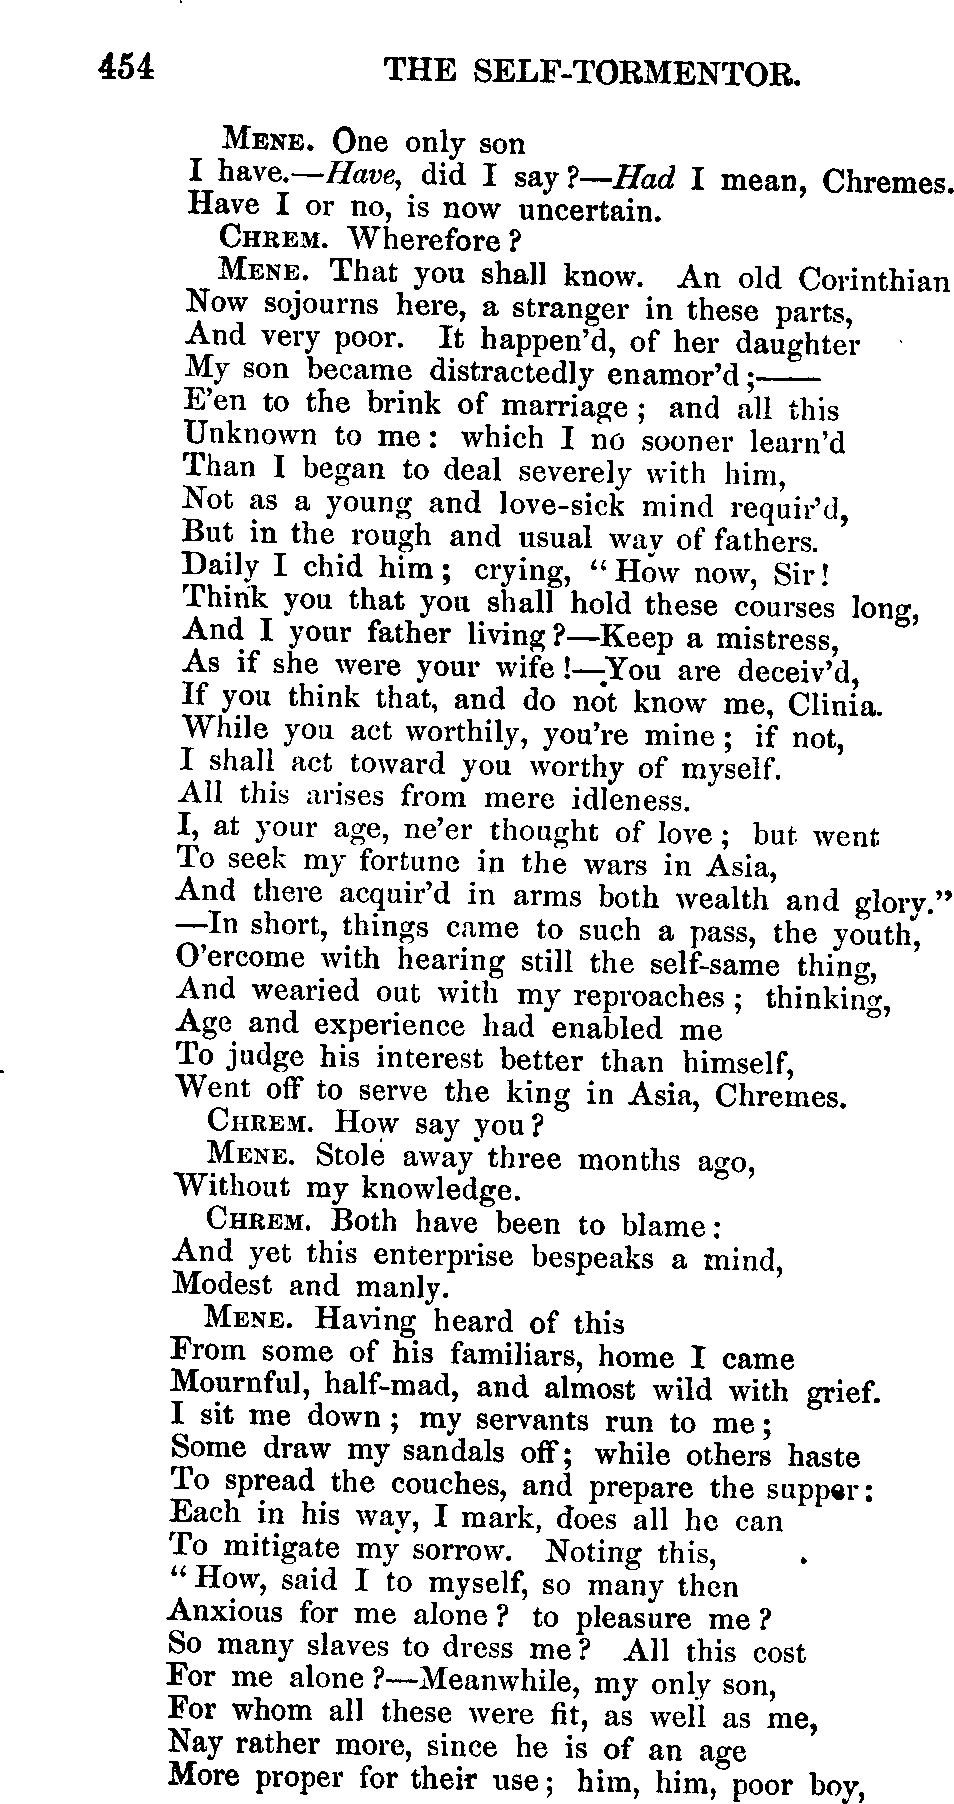 454 THE SELF-TORMENTOR.
MENE. One only son
I have.—Have, did I say?—Had I mean, Chremes.
Have I or no, is now uncertain.
CHREM. Wherefore?
MENE. That you shall know. An old Corinthian
Now sojourns here, a stranger in these parts,
And very poor. It happen'd, of her daughter
My son became distractedly enamor'd;——
E'en to the brink of marriage; and all this
Unknown to me: which I no sooner learn'd
Than I began to deal severely with him,
Not as a young and love-sick mind requir'd,
But in the rough and usual way of fathers.
Daily I chid him; crying, "How now, Sir!
Think you that you shall hold these courses long,
And I your father living?—Keep a mistress,
As if she were your wife!—You are deceiv'd,
If you think that, and do not know me, Clinia.
While you act worthily, you're mine; if not,
I shall act toward you worthy of myself.
All this arises from mere idleness.
I, at your age, ne'er thought of love; but went
To seek my fortune in the wars in Asia,
And there acquir'd in arms both wealth and glory."
—In short, things came to such a pass, the youth,
O'ercome with hearing still the self-same thing,
And wearied out with my reproaches; thinking,
Age and experience had enabled me
To judge his interest better than himself,
Went off to serve the king in Asia, Chremes.
CHREM. How say you?
MENE. Stole away three months ago,
Without my knowledge.
CHREM. Both have been to blame:
And yet this enterprise bespeaks a mind,
Modest and manly.
MENE. Having heard of this
From some of his familiars, home I came
Mournful, half-mad, and almost wild with grief.
I sit me down; my servants run to me;
Some draw my sandals off; while others haste
To spread the couches, and prepare the supper:
Each in his way, I mark, does all he can
To mitigate my sorrow. Noting this,
"How, said I to myself, so many then
Anxious for me alone? to pleasure me?
So many slaves to dress me? All this cost
For me alone?—Meanwhile, my only son,
For whom all these were fit, as well as me,
Nay rather more, since he is of an age
More proper for their use; him, him, poor boy,